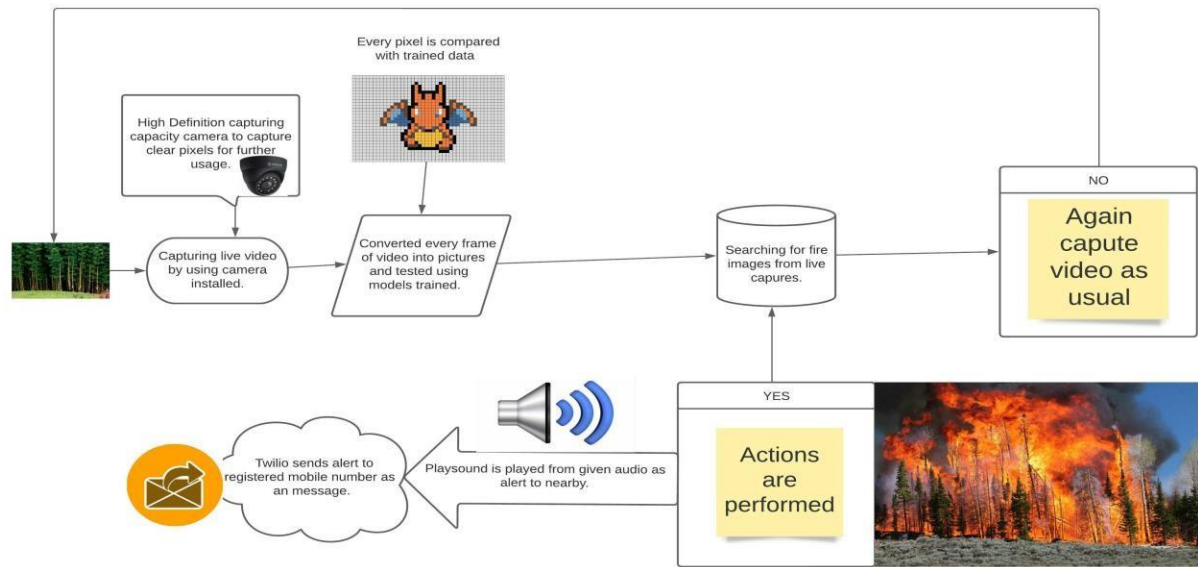 Every pixel is compared
with trained data
High Definition capturing
capacity camera to capture
clear pixels for further
usage.
Capturing live video
by using camera
installed.
Converted every frame
of video into pictures
and tested using
models trained.
Searching for fire
images from live
capures.
NO
Again
capute
video as
usual
YES
Actions
are
performed
Playsound is played from given audio as
alert to nearby.
Twilio sends alert to
registered mobile number as
an message.